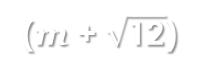 (m + √12)